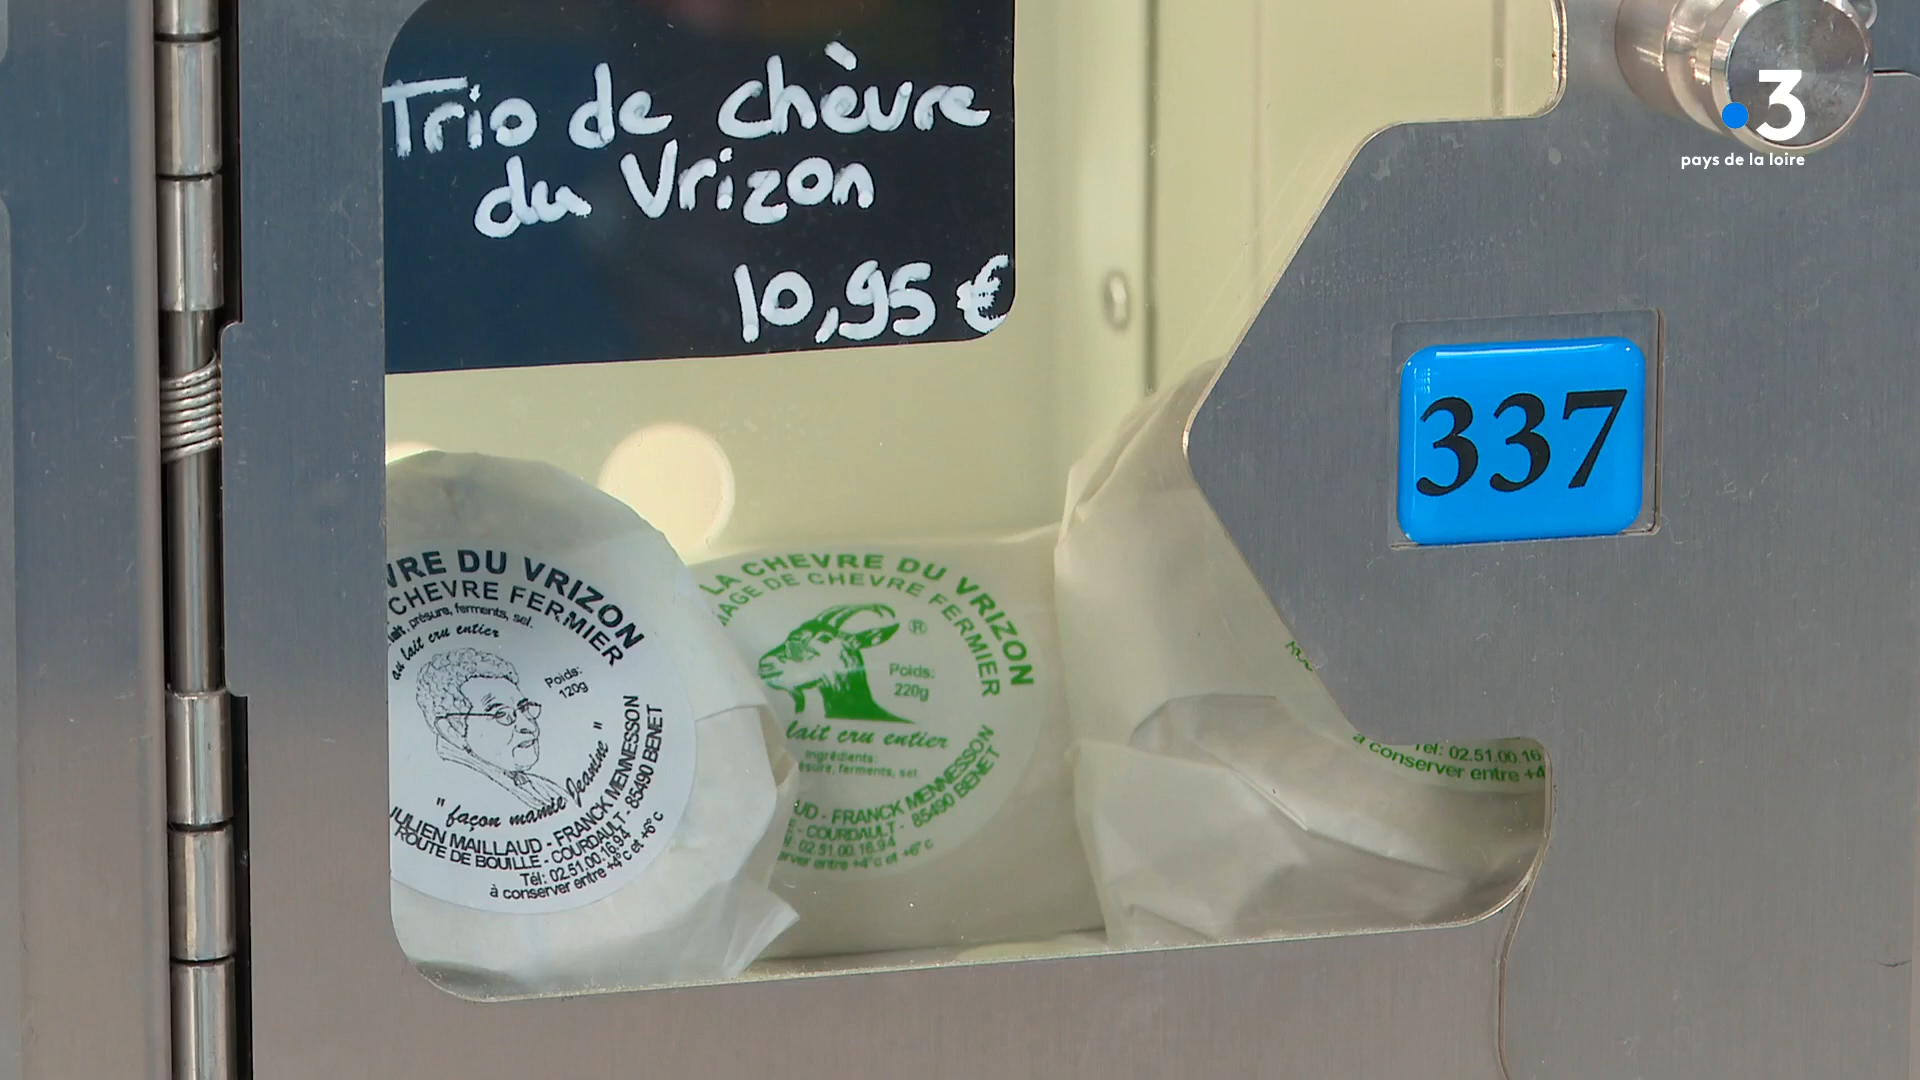 Trio de chèvre
du Vrizon
10,95 €
3
pays de la loire
337
VRE DU VRIZON
CHEVRE FERMIER
lait, présure, ferments, sel.
au lait cru entier
Poids:
120g
" façon mamie Jeanine "
JULIEN MAILLAUD - FRANCK MENNESSON
ROUTE DE BOUILLE - COURDAULT - 85490 BENET
Tél: 02.51.00.16.94
à conserver entre +4°c et +6°c
LA CHEVRE DU VRIZON
MAGE DE CHEVRE FERMIER
®
Poids:
220g
lait cru entier
Ingrédients:
ésure, ferments, sel
UD - FRANCK MENNESSON
- COURDAULT - 85490 BENET
02.51.00.16.94
rver entre +4°c et +6°c
Tel: 02.51.00.16
à conserver entre +4